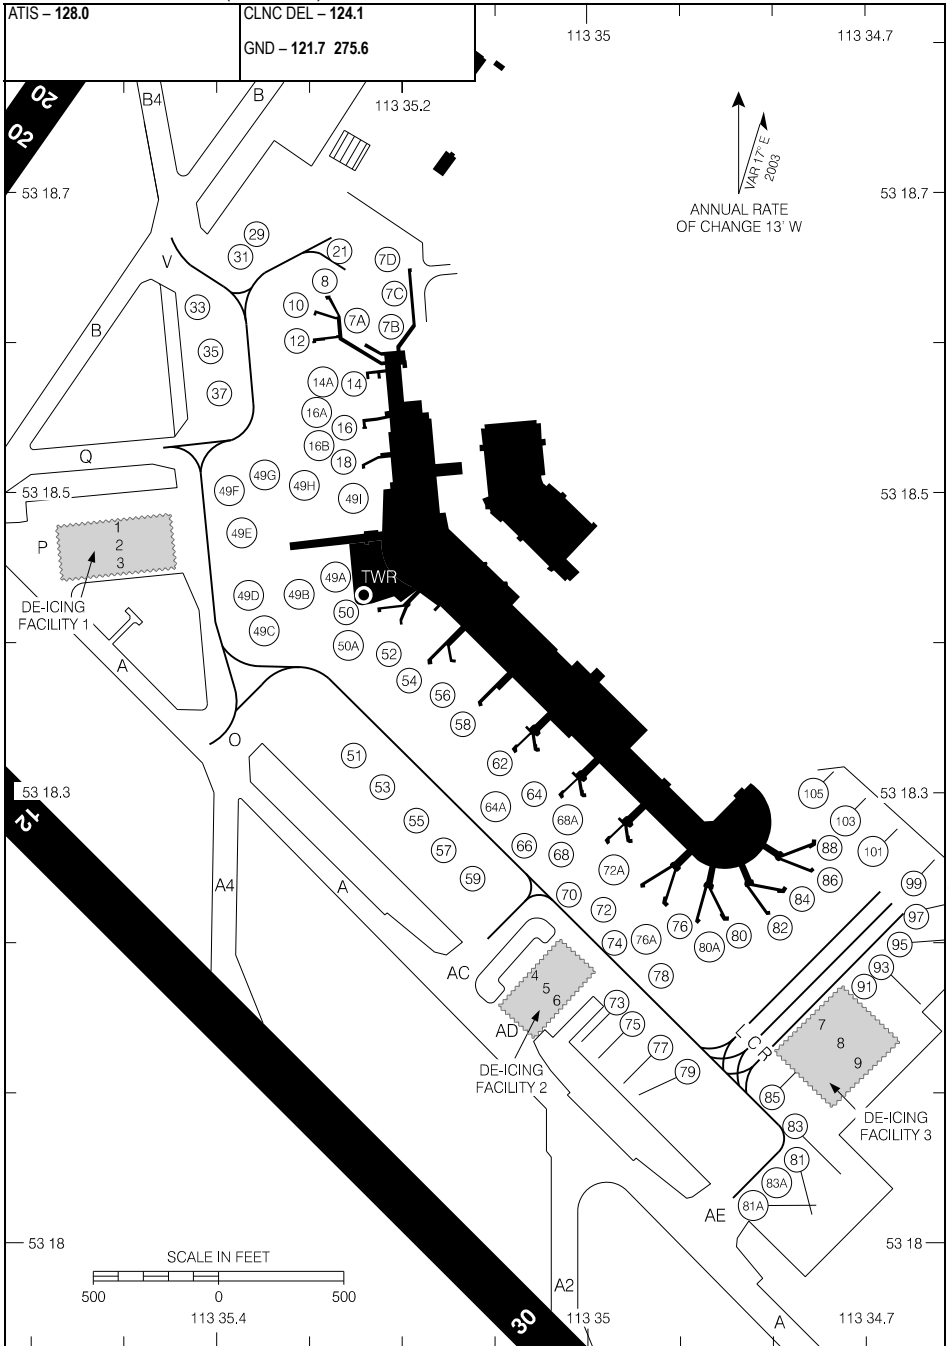 ATIS – 128.0
CLNC DEL – 124.1
GND – 121.7 275.6
113 35
113 34.7
20
02
B4
B
113 35.2
VAR 17° E
2003
53 18.7
53 18.7
ANNUAL RATE
OF CHANGE 13' W
29
31
21
7D
V
8
7C
33
10
7A
7B
B
12
35
37
14A
14
16A
16
16B
Q
18
49G
49H
49F
49I
53 18.5
53 18.5
49E
1
2
3
P
49A
TWR
49D
49B
DE-ICING
FACILITY 1
50
49C
50A
A
52
54
56
58
O
51
62
53
53 18.3
53 18.3
105
64
64A
12
55
68A
103
66
57
68
88
101
72A
59
86
A4
A
99
70
84
72
97
76
82
74
76A
80A
80
95
AC
4
5
6
78
93
91
73
7
8
9
AD
75
L
C
R
77
DE-ICING
FACILITY 2
79
85
DE-ICING
FACILITY 3
83
81
83A
81A
AE
53 18
53 18
SCALE IN FEET
500
0
500
A2
113 35.4
30
113 35
113 34.7
A